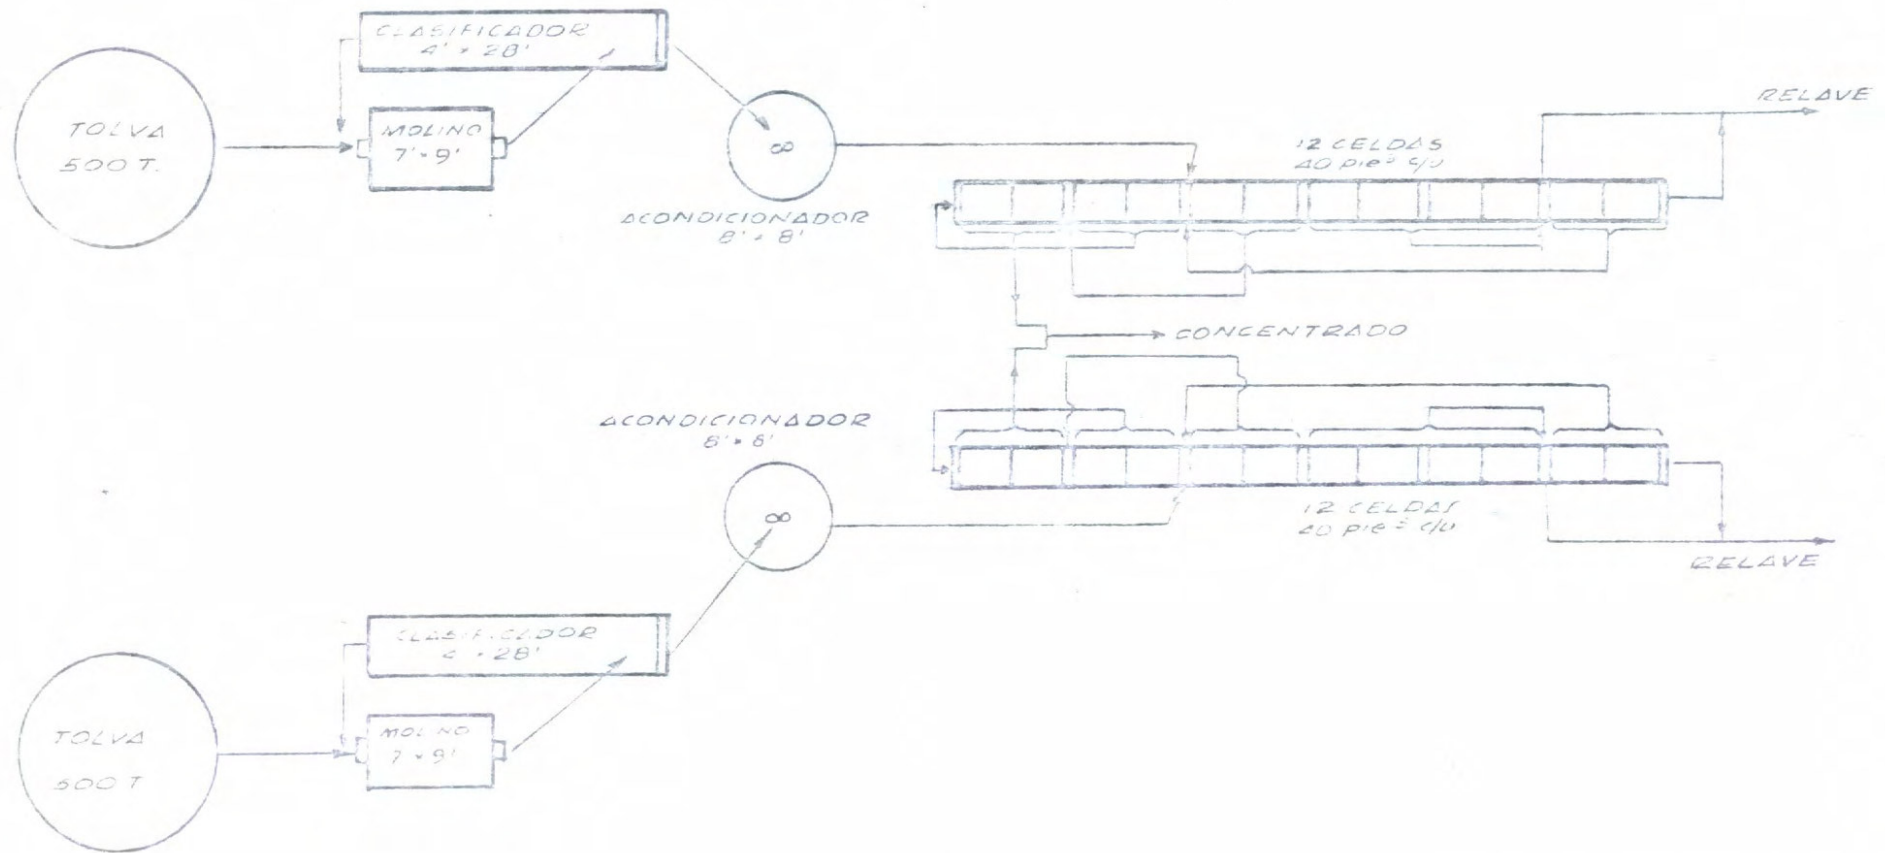 CLASIFICADOR
4' x 28'
TOLVA
500 T.
MOLINO
7' x 9'
∞
ACONDICIONADOR
8' x 8'
12 CELDAS
40 pie³ c/u
RELAVE
CONCENTRADO
ACONDICIONADOR
8' x 8'
∞
12 CELDAS
40 pie³ c/u
RELAVE
CLASIFICADOR
4' x 28'
TOLVA
500 T
MOLINO
7' x 9'